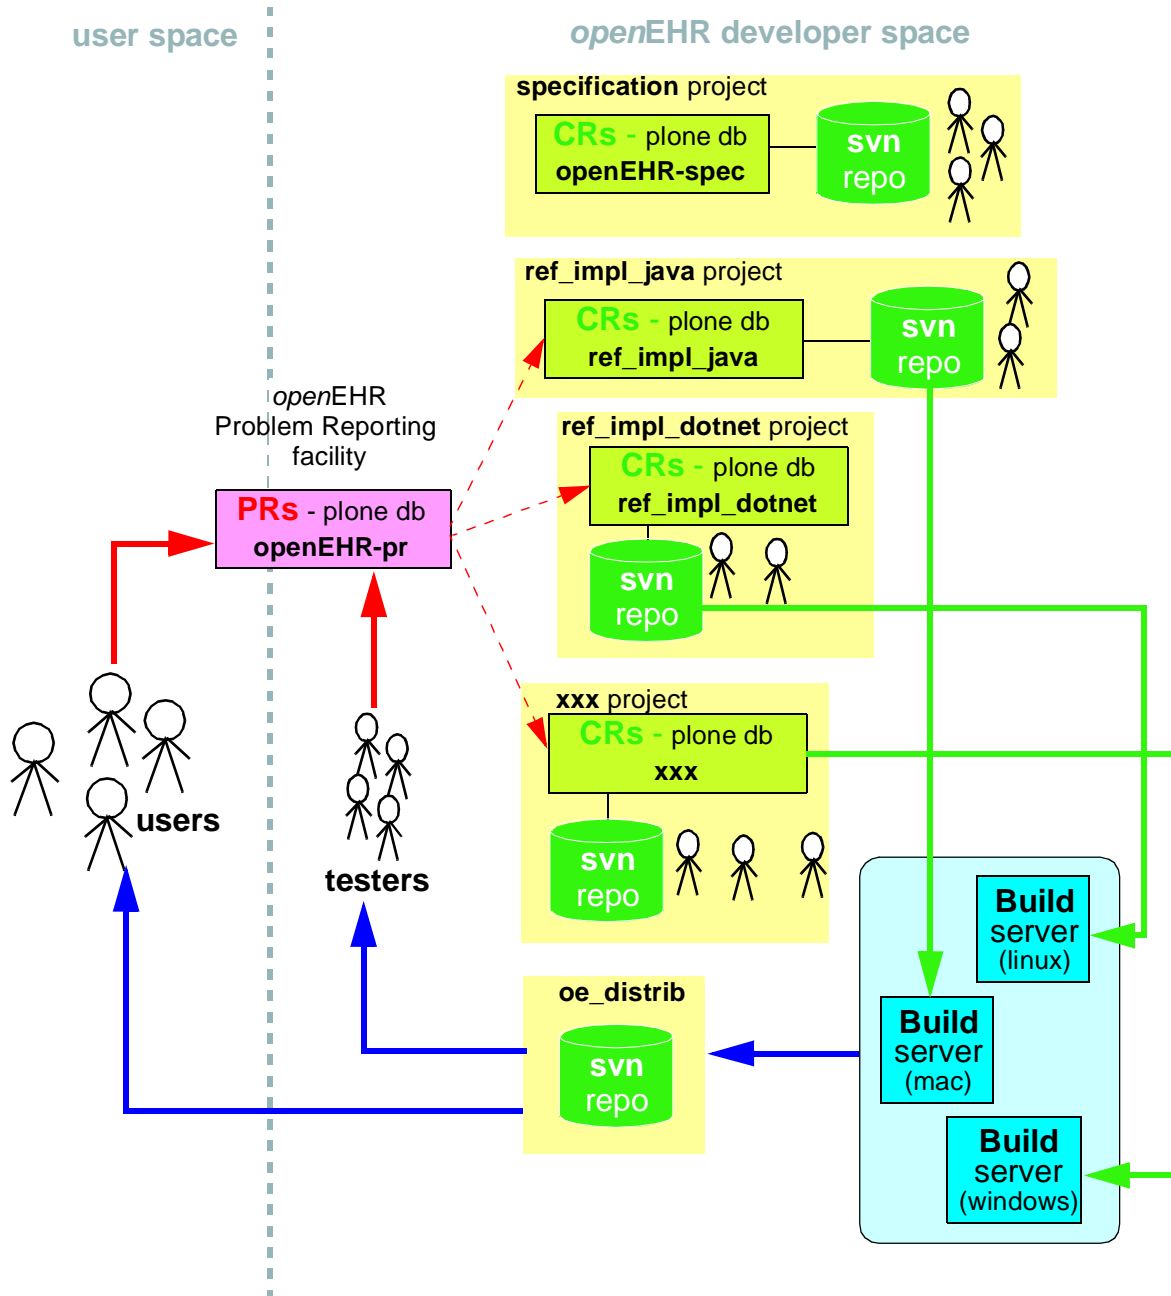 user space
openEHR developer space
specification project
CRs - plone db
openEHR-spec
svn
repo
ref_impl_java project
CRs - plone db
ref_impl_java
svn
repo
openEHR
Problem Reporting
facility
PRs - plone db
openEHR-pr
ref_impl_dotnet project
CRs - plone db
ref_impl_dotnet
svn
repo
xxx project
CRs - plone db
xxx
svn
repo
users
testers
Build
server
(linux)
oe_distrib
svn
repo
Build
server
(mac)
Build
server
(windows)